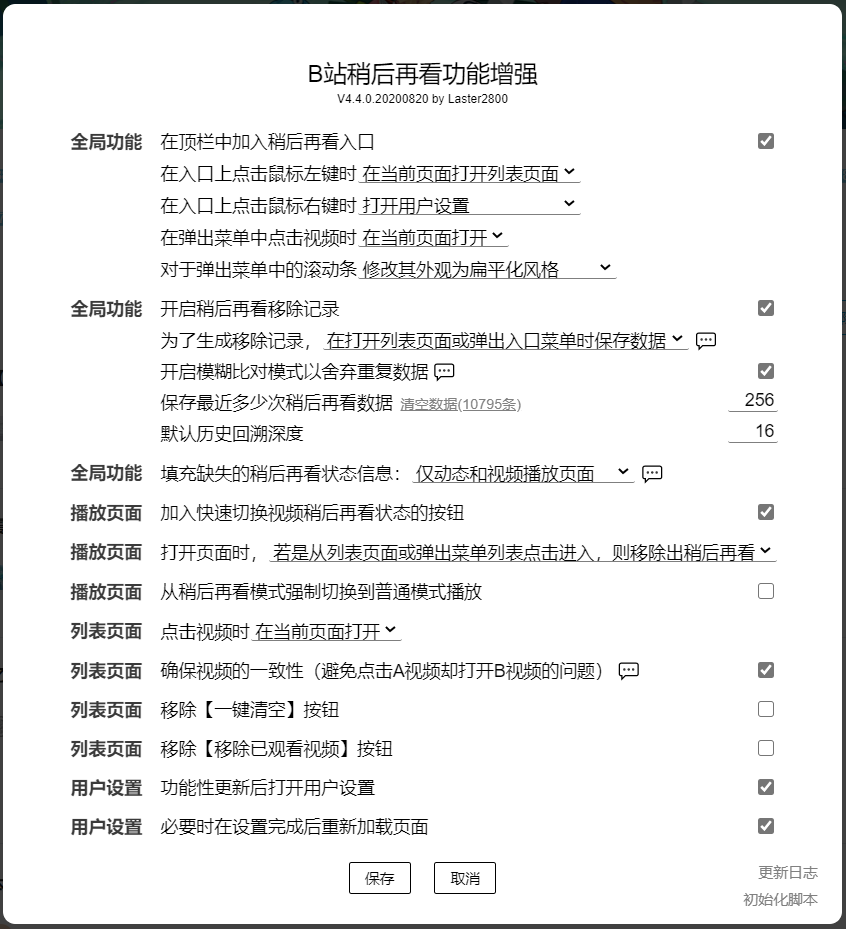 B站稍后再看功能增强
V4.4.0.20200820 by Laster2800
全局功能 在顶栏中加入稍后再看入口
在入口上点击鼠标左键时 在当前页面打开列表页面
在入口上点击鼠标右键时 打开用户设置
在弹出菜单中点击视频时 在当前页面打开
对于弹出菜单中的滚动条 修改其外观为扁平化风格
全局功能 开启稍后再看移除记录
为了生成移除记录， 在打开列表页面或弹出入口菜单时保存数据
开启模糊比对模式以舍弃重复数据
保存最近多少次稍后再看数据 清空数据(10795条) 256
默认历史回溯深度 16
全局功能 填充缺失的稍后再看状态信息： 仅动态和视频播放页面
播放页面 加入快速切换视频稍后再看状态的按钮
播放页面 打开页面时， 若是从列表页面或弹出菜单列表点击进入，则移除出稍后再看
播放页面 从稍后再看模式强制切换到普通模式播放
列表页面 点击视频时 在当前页面打开
列表页面 确保视频的一致性（避免点击A视频却打开B视频的问题）
列表页面 移除【一键清空】按钮
列表页面 移除【移除已观看视频】按钮
用户设置 功能性更新后打开用户设置
用户设置 必要时在设置完成后重新加载页面
保存 取消
更新日志
初始化脚本